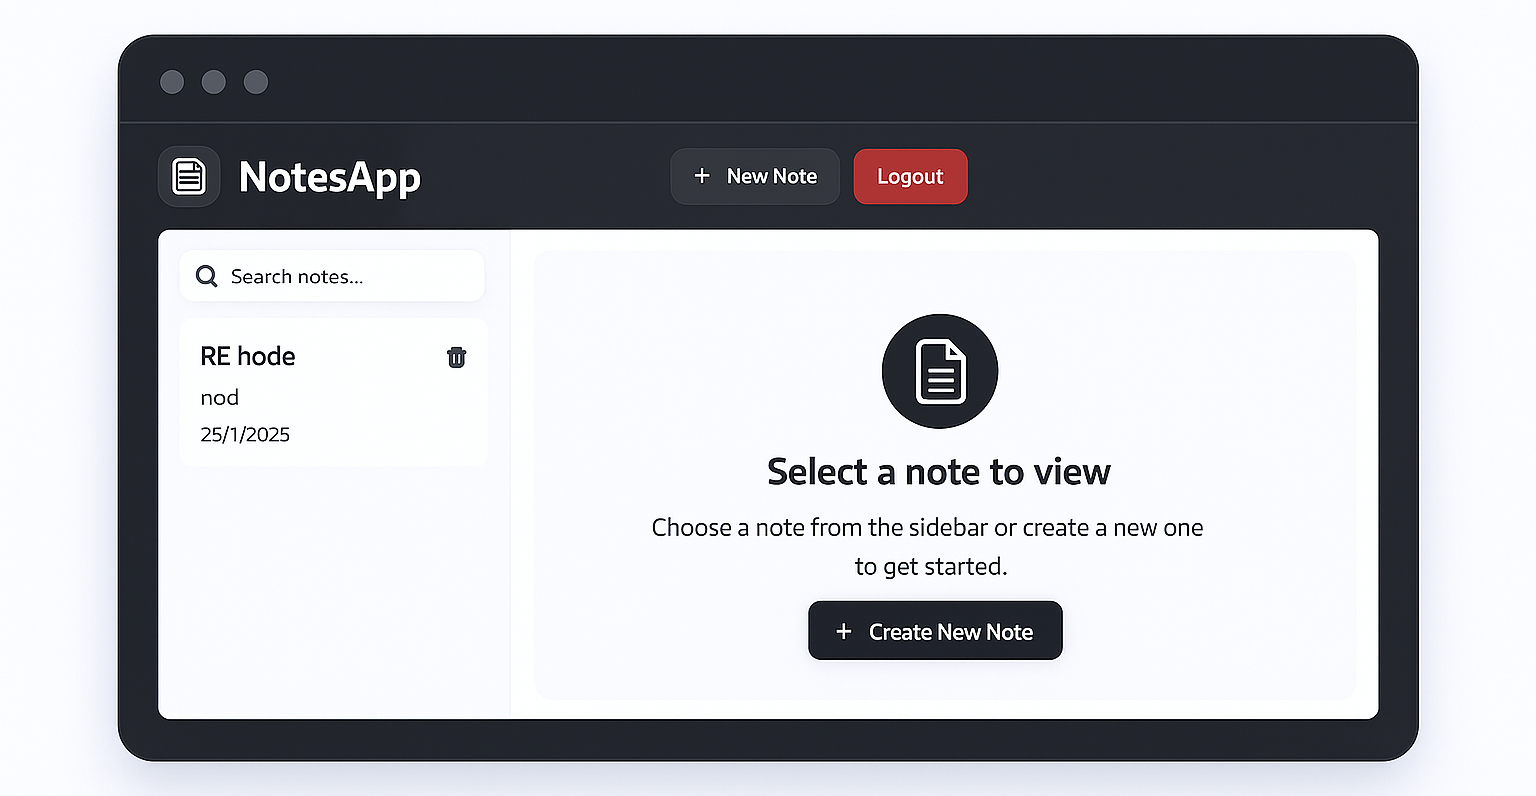 NotesApp
+ New Note
Logout
Search notes...
RE hode
nod
25/1/2025
Select a note to view
Choose a note from the sidebar or create a new one
to get started.
+ Create New Note